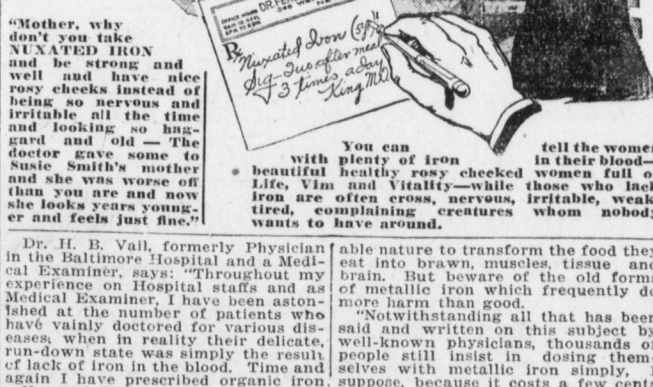 "Mother, why
don't you take
NUXATED IRON
and be strong and
well and have nice
rosy cheeks instead of
being so nervous and
irritable all the time
and looking so hag-
gard and old — The
doctor gave some to
Susie Smith's mother
and she was worse off
than you are and now
she looks years young-
er and feels just fine."
OFFICE HOURS
Nuxated Iron
Sig-Two after meal
3 times a day
King M.D.
You can tell the women
with plenty of iron in their blood—
beautiful healthy rosy cheeked women full o
Life, Vim and Vitality—while those who lack
iron are often cross, nervous, irritable, weak
tired, complaining creatures whom nobody
wants to have around.
Dr. H. B. Vail, formerly Physician
in the Baltimore Hospital and a Medi-
cal Examiner, says: "Throughout my
experience on Hospital staffs and as
Medical Examiner, I have been aston-
ished at the number of patients who
have vainly doctored for various dis-
eases, when in reality their delicate,
run-down state was simply the result
of lack of iron in the blood. Time and
again I have prescribed organic iron
able nature to transform the food they
eat into brawn, muscles, tissue and
brain. But beware of the old forms
of metallic iron which frequently do
more harm than good.
"Notwithstanding all that has been
said and written on this subject by
well-known physicians, thousands of
people still insist in dosing them-
selves with metallic iron simply, I
suppose, because it costs a few cent